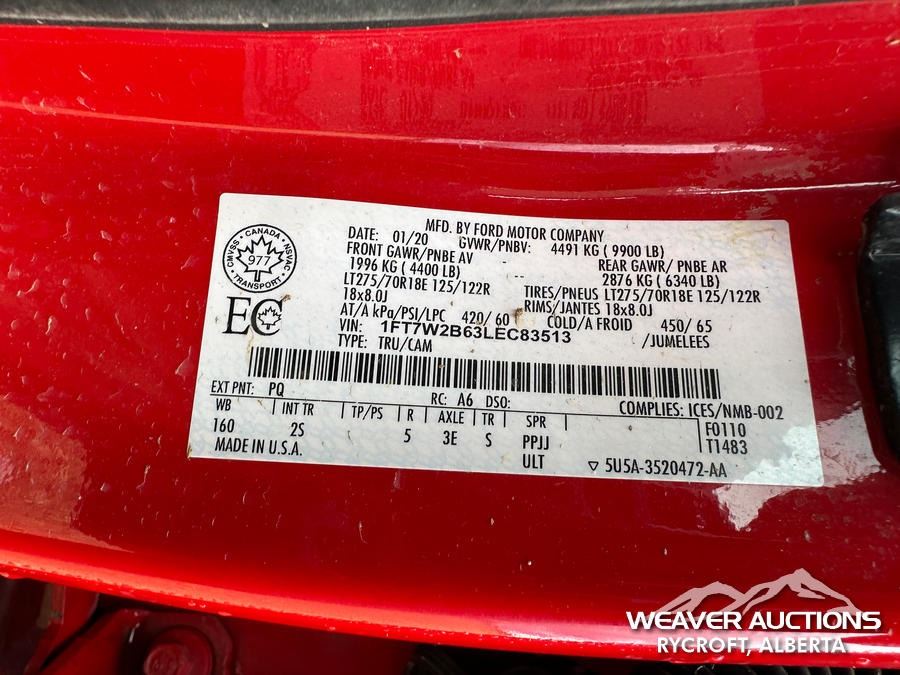 MFD. BY FORD MOTOR COMPANY
DATE: 01/20 GVWR/PNBV: 4491 KG ( 9900 LB)
FRONT GAWR/PNBE AV REAR GAWR/ PNBE AR
1996 KG ( 4400 LB) -- 2876 KG ( 6340 LB)
LT275/70R18E 125/122R TIRES/PNEUS LT275/70R18E 125/122R
18x8.0J RIMS/JANTES 18x8.0J
AT/A kPa/PSI/LPC 420/ 60 COLD/A FROID 450/ 65
VIN: 1FT7W2B63LEC83513 /JUMELEES
TYPE: TRU/CAM
CMVSS · CANADA · NSVAC
977
TRANSPORT
EC
EXT PNT: PQ RC: A6 DSO: COMPLIES: ICES/NMB-002
WB INT TR TP/PS R AXLE TR SPR F0110
160 2S 5 3E S PPJJ T1483
MADE IN U.S.A. ULT ▽ 5U5A-3520472-AA
WEAVER AUCTIONS
RYCROFT, ALBERTA